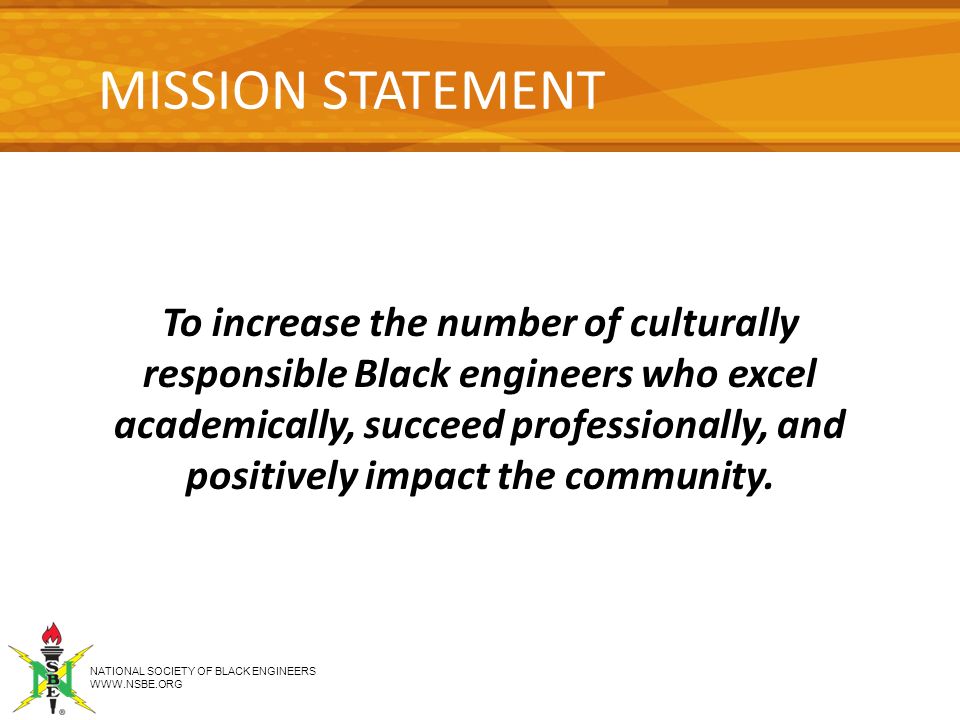 MISSION STATEMENT
To increase the number of culturally
responsible Black engineers who excel
academically, succeed professionally, and
positively impact the community.
NSBE
®
NATIONAL SOCIETY OF BLACK ENGINEERS
WWW.NSBE.ORG